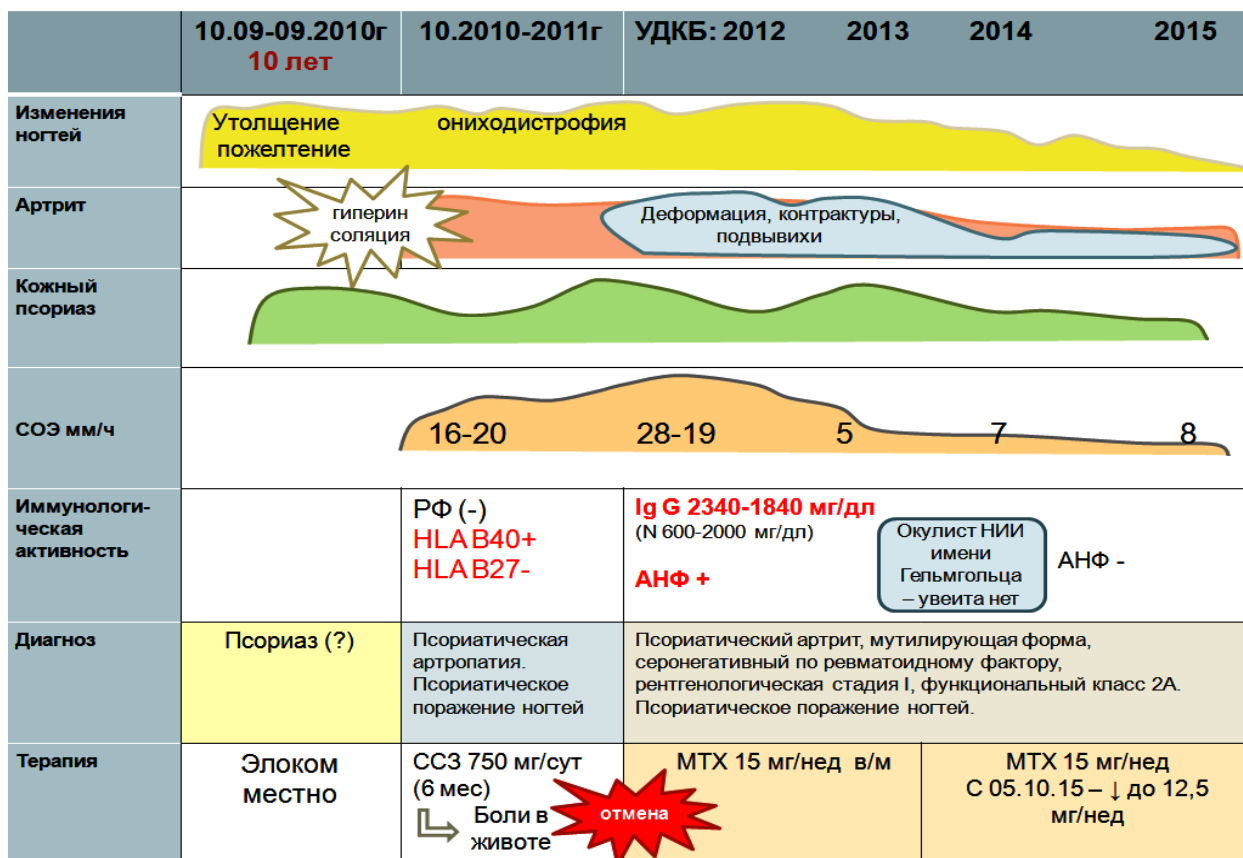 10.09-09.2010г
10 лет
10.2010-2011г
УДКБ: 2012 2013 2014 2015
Изменения
ногтей
Утолщение ониходистрофия
пожелтение
Артрит
гиперин
соляция
Деформация, контрактуры,
подвывихи
Кожный
псориаз
СОЭ мм/ч
16-20 28-19 5 7 8
Иммунологи-
ческая
активность
РФ (-)
HLA B40+
HLA B27-
Ig G 2340-1840 мг/дл
(N 600-2000 мг/дл)
АНФ +
Окулист НИИ
имени
Гельмгольца
– увеита нет
АНФ -
Диагноз
Псориаз (?)
Псориатическая
артропатия.
Псориатическое
поражение ногтей
Псориатический артрит, мутилирующая форма,
серонегативный по ревматоидному фактору,
рентгенологическая стадия I, функциональный класс 2А.
Псориатическое поражение ногтей.
Терапия
Элоком
местно
ССЗ 750 мг/сут
(6 мес)
Боли в
животе
отмена
МТХ 15 мг/нед в/м
МТХ 15 мг/нед
С 05.10.15 – ↓ до 12,5
мг/нед